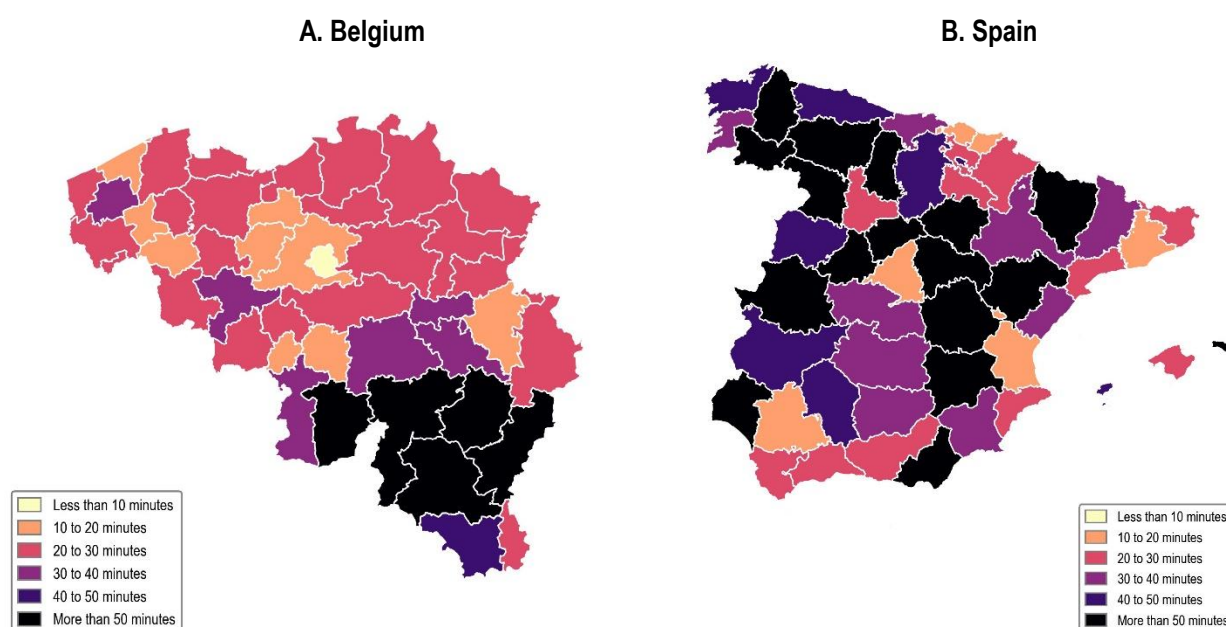 A. Belgium
Less than 10 minutes
10 to 20 minutes
20 to 30 minutes
30 to 40 minutes
40 to 50 minutes
More than 50 minutes
B. Spain
Less than 10 minutes
10 to 20 minutes
20 to 30 minutes
30 to 40 minutes
40 to 50 minutes
More than 50 minutes